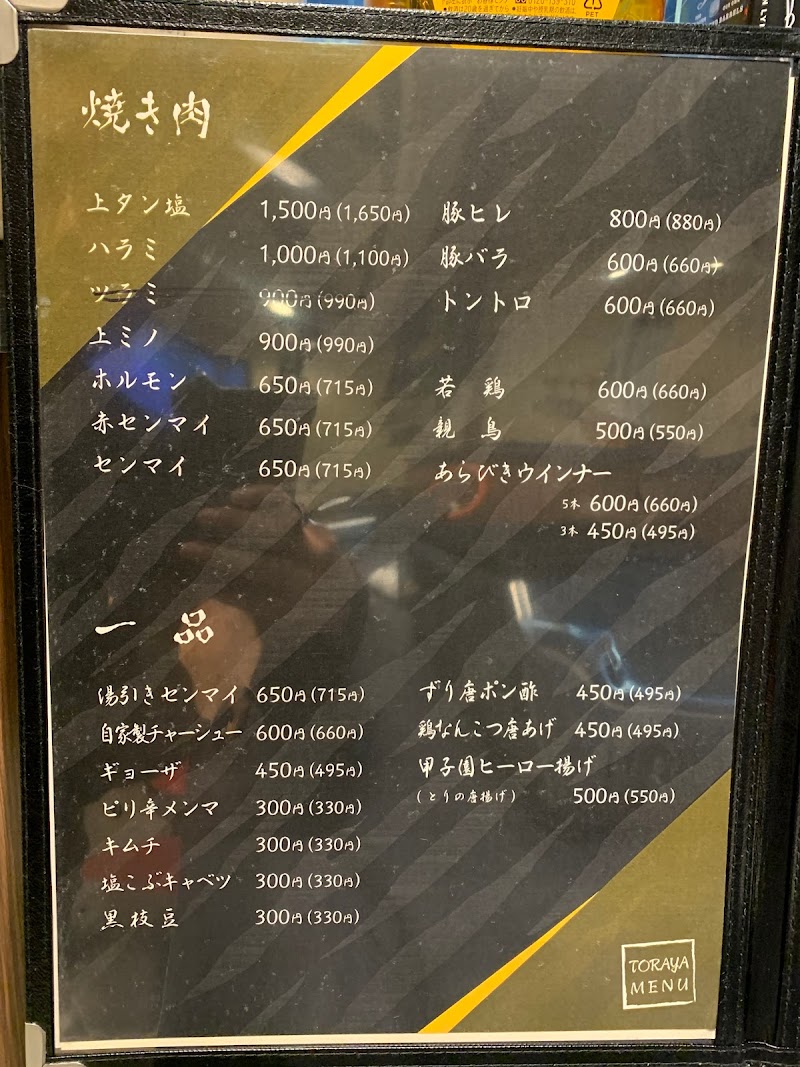 焼き肉
上タン塩 1,500円(1,650円)
ハラミ 1,000円(1,100円)
ツラミ 900円(990円)
上ミノ 900円(990円)
ホルモン 650円(715円)
赤センマイ 650円(715円)
センマイ 650円(715円)
豚ヒレ 800円(880円)
豚バラ 600円(660円)
トントロ 600円(660円)
若鶏 600円(660円)
親鳥 500円(550円)
あらびきウインナー
5本 600円(660円)
3本 450円(495円)
一品
湯引きセンマイ 650円(715円)
自家製チャーシュー 600円(660円)
ギョーザ 450円(495円)
ピリ辛メンマ 300円(330円)
キムチ 300円(330円)
塩こぶキャベツ 300円(330円)
黒枝豆 300円(330円)
ずり唐ポン酢 450円(495円)
鶏なんこつ唐あげ 450円(495円)
甲子園ヒーロー揚げ
(とりの唐揚げ) 500円(550円)
TORAYA
MENU